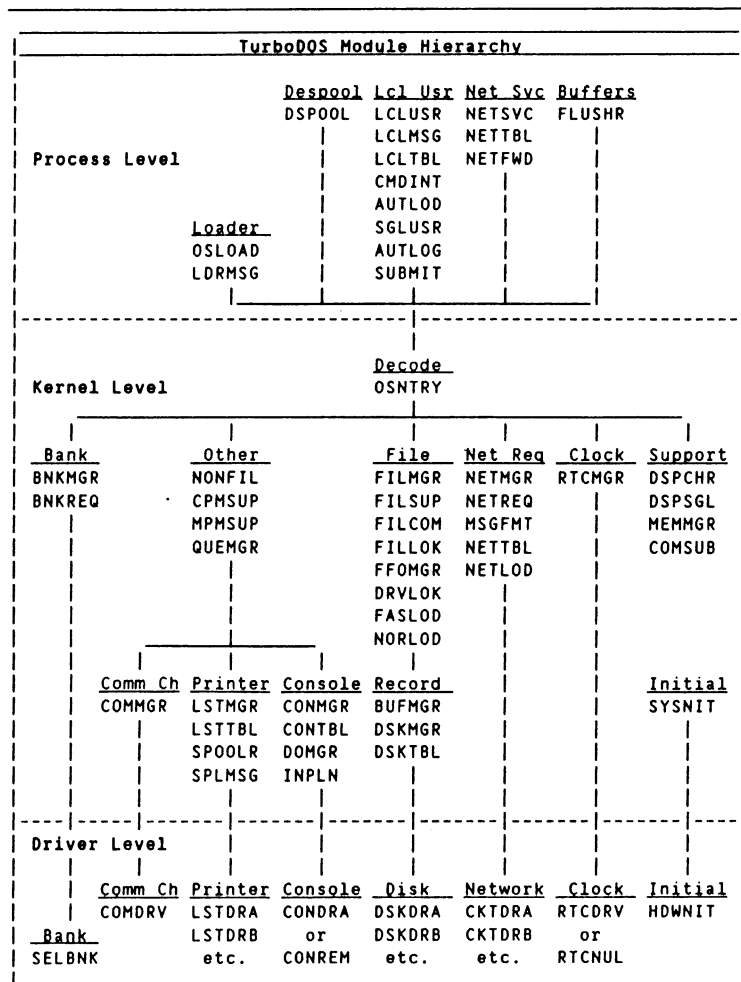 TurboDOS Module Hierarchy
Despool Lcl Usr Net Svc Buffers
DSPOOL LCLUSR NETSVC FLUSHR
LCLMSG NETTBL
Process Level LCLTBL NETFWD
CMDINT
AUTLOD
Loader SGLUSR
OSLOAD AUTLOG
LDRMSG SUBMIT
Decode
Kernel Level OSNTRY
Bank Other File Net Req Clock Support
BNKMGR NONFIL FILMGR NETMGR RTCMGR DSPCHR
BNKREQ CPMSUP FILSUP NETREQ DSPSGL
MPMSUP FILCOM MSGFMT MEMMGR
QUEMGR FILLOK NETTBL COMSUB
FFOMGR NETLOD
DRVLOK
FASLOD
NORLOD
Comm Ch Printer Console Record Initial
COMMGR LSTMGR CONMGR BUFMGR SYSNIT
LSTTBL CONTBL DSKMGR
SPOOLR DOMGR DSKTBL
SPLMSG INPLN
Driver Level
Comm Ch Printer Console Disk Network Clock Initial
COMDRV LSTDRA CONDRA DSKDRA CKTDRA RTCDRV HDWNIT
Bank LSTDRB or DSKDRB CKTDRB or
SELBNK etc. CONREM etc. etc. RTCNUL